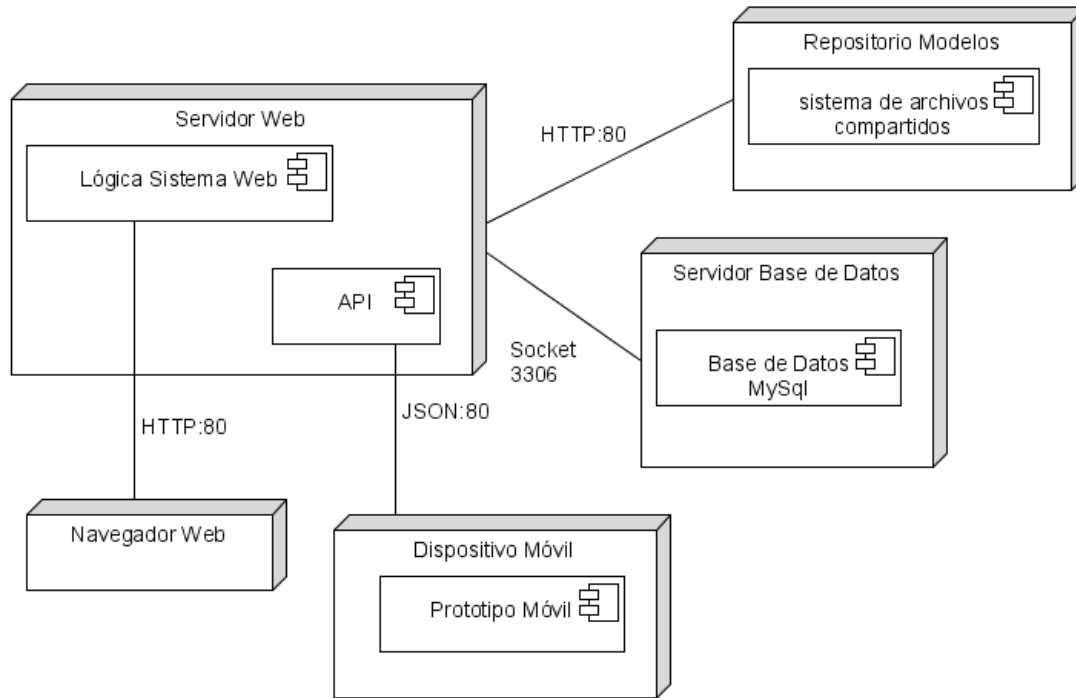 Repositorio Modelos
sistema de archivos
compartidos
Servidor Web
Lógica Sistema Web
HTTP:80
API
Servidor Base de Datos
Base de Datos
MySql
Socket
3306
JSON:80
HTTP:80
Navegador Web
Dispositivo Móvil
Prototipo Móvil